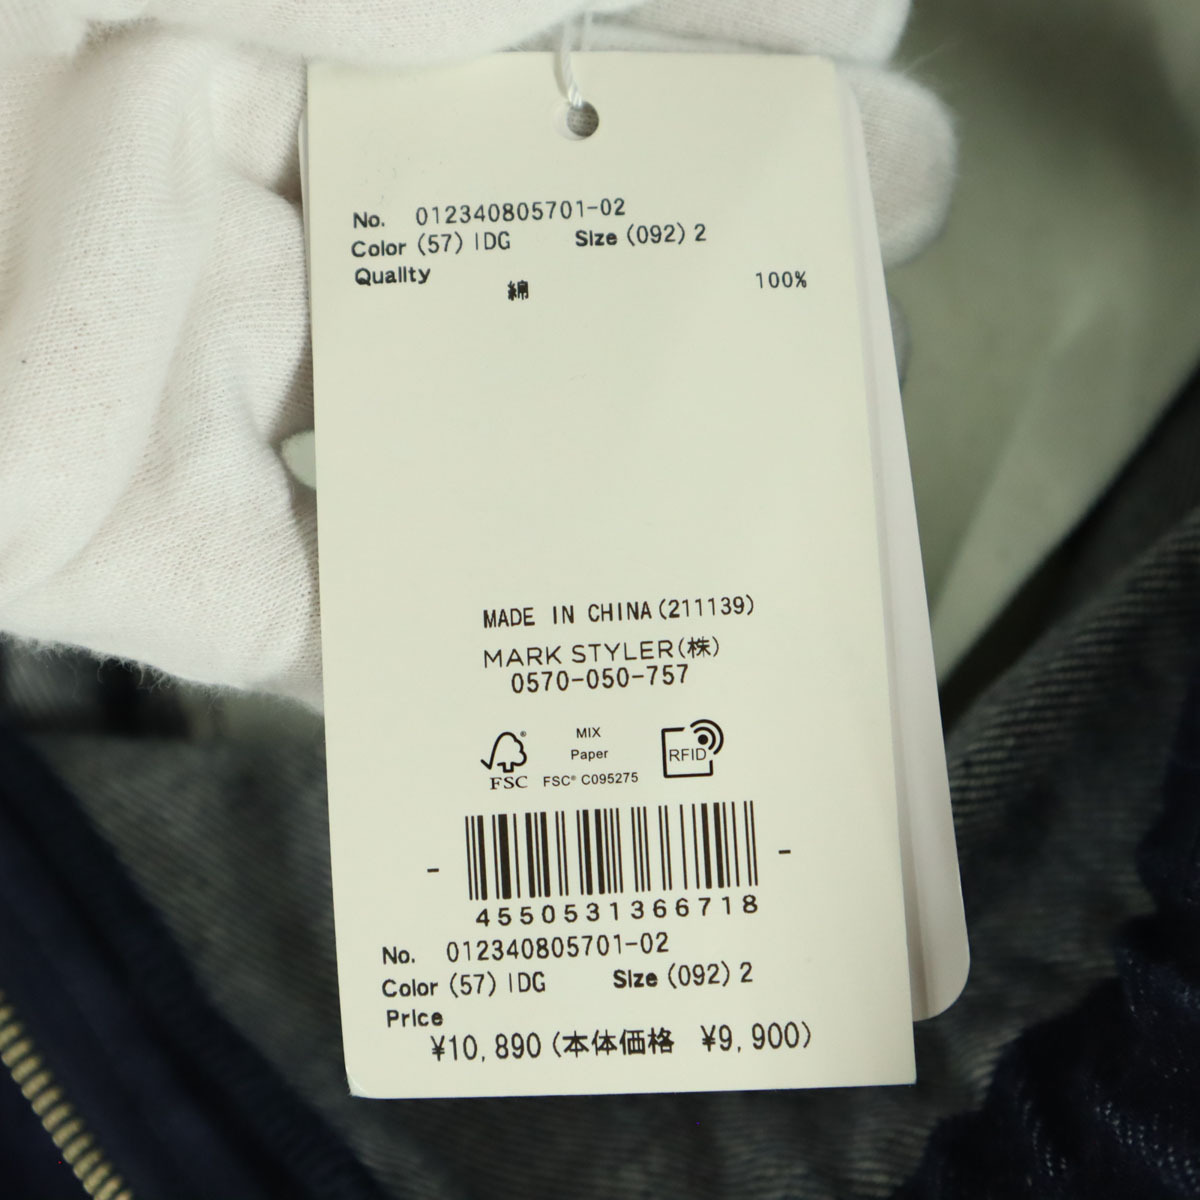 No. 012340805701-02
Color (57) IDG Size (092) 2
Quality
綿 100%
MADE IN CHINA(211139)
MARK STYLER(株)
0570-050-757
FSC®
MIX
Paper
FSC® C095275
RFID
- -
4550531366718
No. 012340805701-02
Color (57) IDG Size (092) 2
Price
¥10,890 (本体価格 ¥9,900)